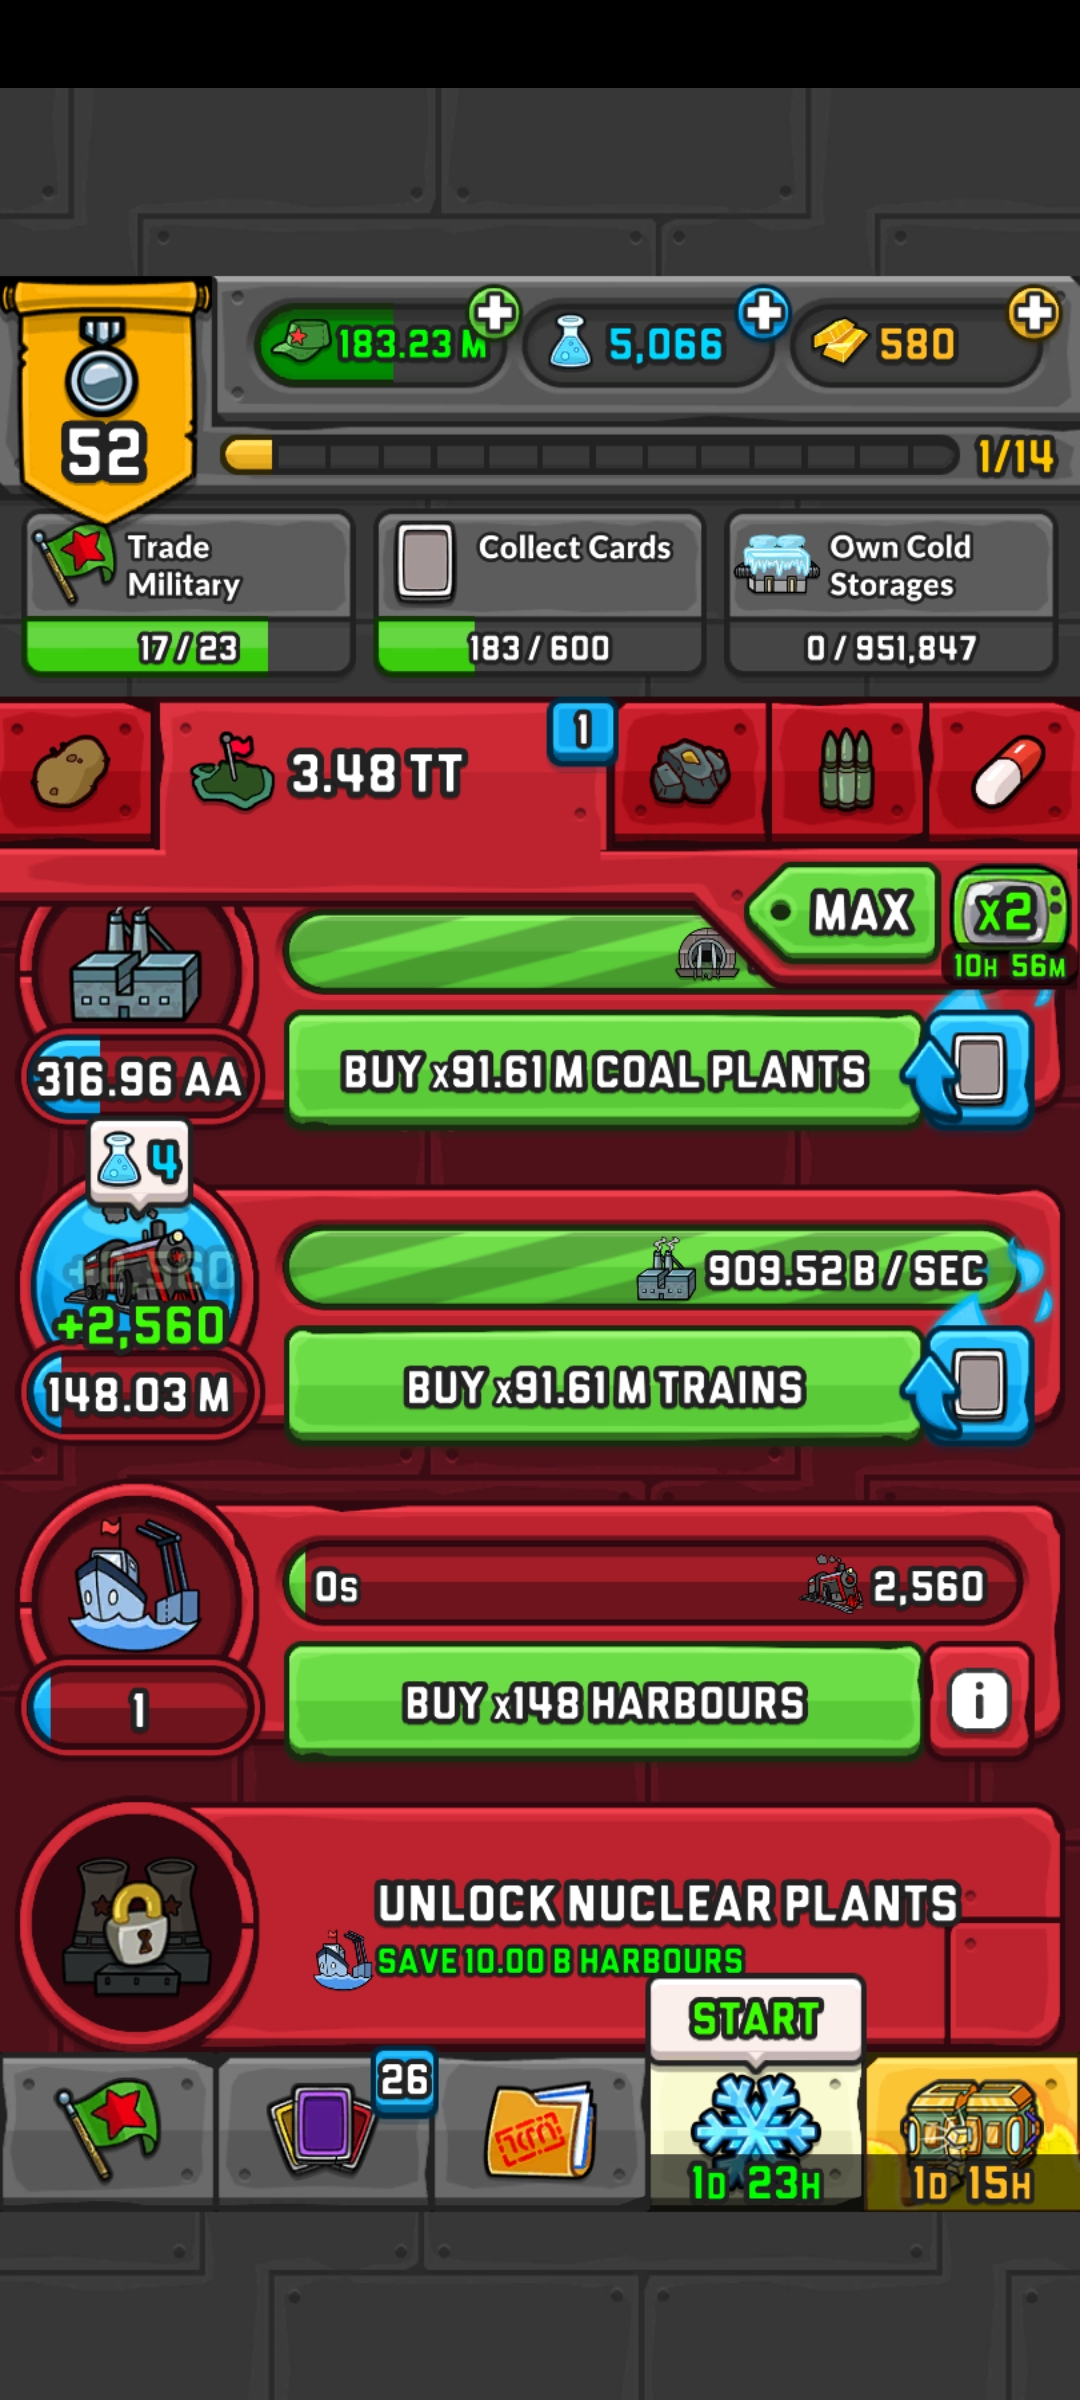 183.23 M
5,066
580
52
1/14
Trade
Military
17/23
Collect Cards
183/600
Own Cold
Storages
0/951,847
3.48 TT
1
MAX
x2
10H 56M
316.96 AA
BUY x91.61 M COAL PLANTS
4
+2,560
148.03 M
909.52 B / SEC
BUY x91.61 M TRAINS
0s
2,560
1
BUY x148 HARBOURS
i
UNLOCK NUCLEAR PLANTS
SAVE 10.00 B HARBOURS
START
26
1D 23H
1D 15H